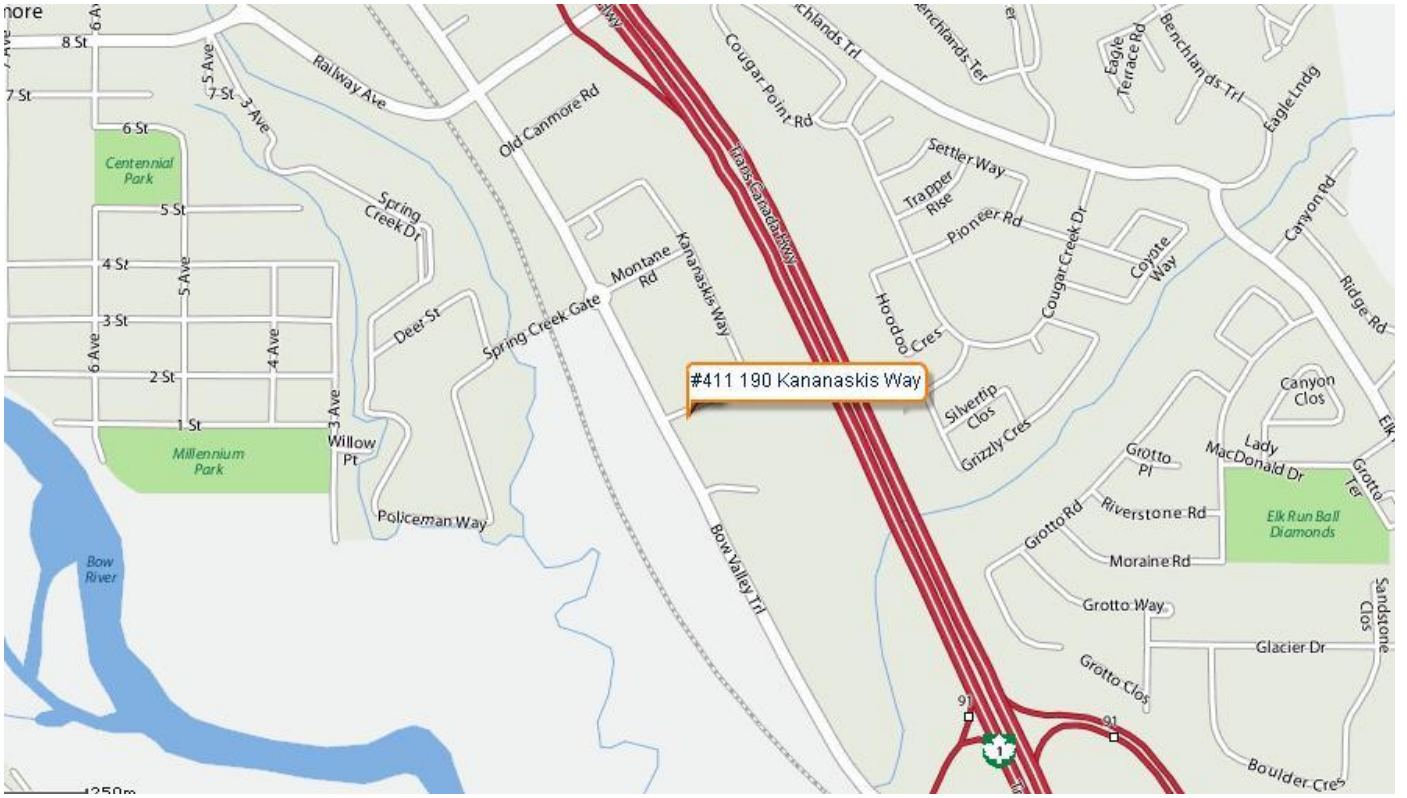 nore
6 A
7 Ave
8 St
7 St
5 Ave
7 St
3 Ave
Railway Ave
6 St
Centennial
Park
5 St
Spring
Creek Dr
4 St
5 Ave
3 St
6 Ave
4 Ave
2 St
1 St
3 Ave
Millennium
Park
Willow
Pt
Policeman Way
Deer St
Spring Creek Gate
Bow
River
250m
Old Canmore Rd
Montane
Rd
Kananaskis Way
#411 190 Kananaskis Way
Bow Valley Trl
Hwy
Trans Canada Hwy
Cougar Point Rd
chlands Trl
enchlands Ter
er
Eagle
Terrace Rd
Benchlands Trl
Eagle Lndg
Settler Way
Trapper
Rise
Pioneer Rd
Cougar Creek Dr
Coyote
Way
Canyon Rd
Ridge Rd
Hoodoo Cres
Silvertip
Clos
Grizzly Cres
Canyon
Clos
Elk
Lady
MacDonald Dr
Grotto
Pl
Grotto
Ter
Riverstone Rd
Grotto Rd
Elk Run Ball
Diamonds
Moraine Rd
Grotto Way
Sandstone
Clos
Glacier Dr
Grotto Clos
91
91
1
Tr
Boulder Cres